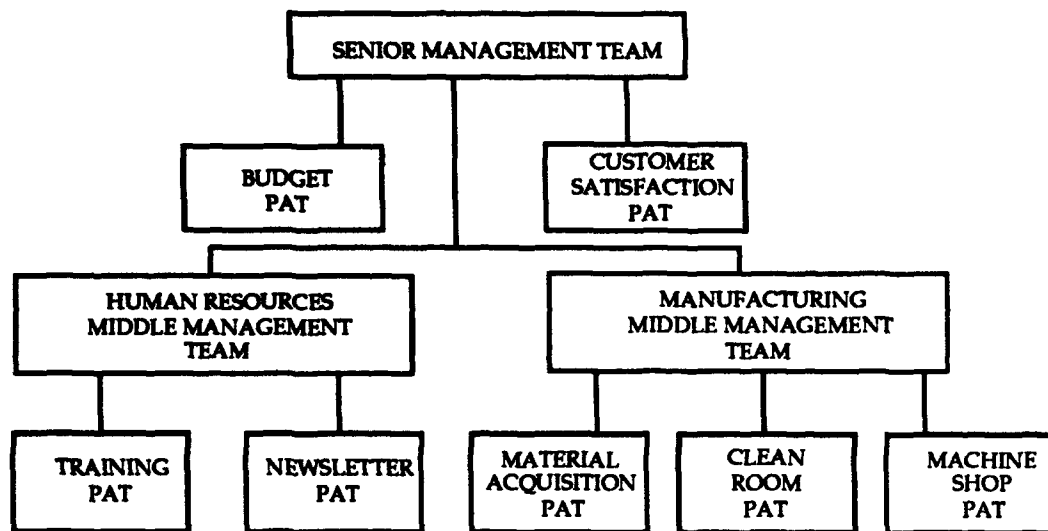 SENIOR MANAGEMENT TEAM
BUDGET
PAT
CUSTOMER
SATISFACTION
PAT
HUMAN RESOURCES
MIDDLE MANAGEMENT
TEAM
MANUFACTURING
MIDDLE MANAGEMENT
TEAM
TRAINING
PAT
NEWSLETTER
PAT
MATERIAL
ACQUISITION
PAT
CLEAN
ROOM
PAT
MACHINE
SHOP
PAT